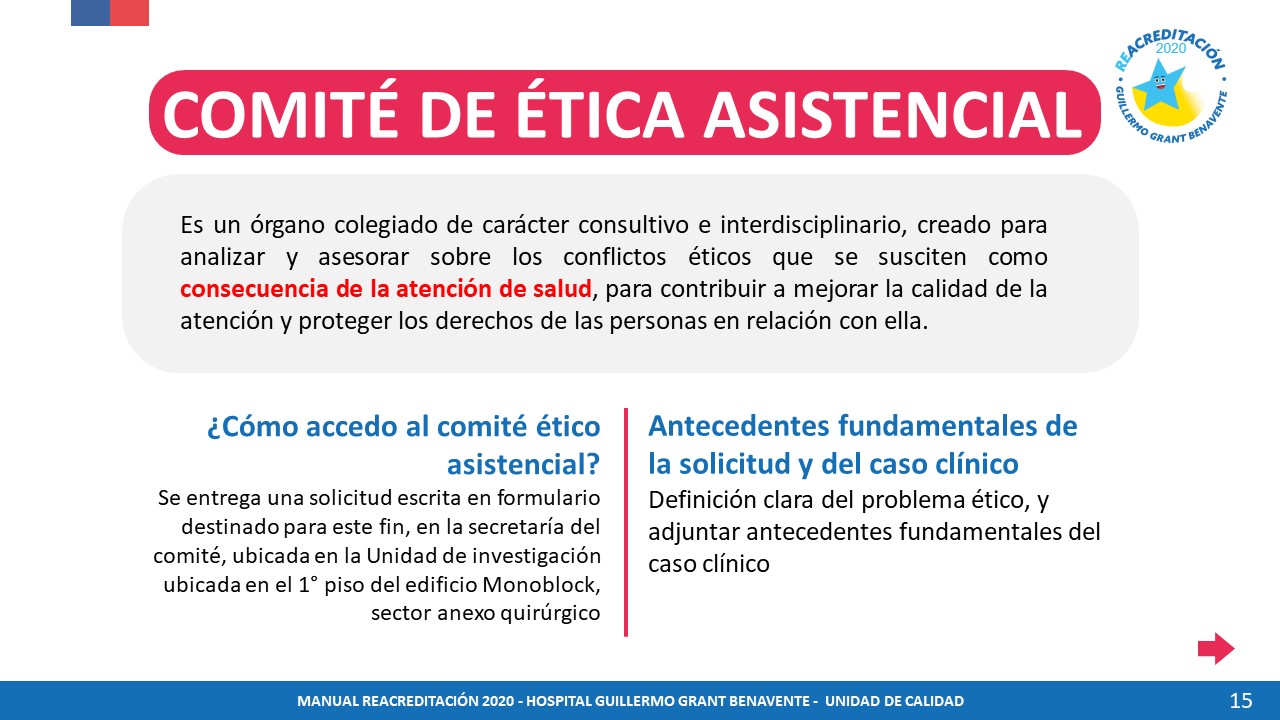 REACREDITACIÓN
2020
GUILLERMO GRANT BENAVENTE
COMITÉ DE ÉTICA ASISTENCIAL
Es un órgano colegiado de carácter consultivo e interdisciplinario, creado para
analizar y asesorar sobre los conflictos éticos que se susciten como
consecuencia de la atención de salud, para contribuir a mejorar la calidad de la
atención y proteger los derechos de las personas en relación con ella.
¿Cómo accedo al comité ético
asistencial?
Se entrega una solicitud escrita en formulario
destinado para este fin, en la secretaría del
comité, ubicada en la Unidad de investigación
ubicada en el 1° piso del edificio Monoblock,
sector anexo quirúrgico
Antecedentes fundamentales de
la solicitud y del caso clínico
Definición clara del problema ético, y
adjuntar antecedentes fundamentales del
caso clínico
MANUAL REACREDITACIÓN 2020 - HOSPITAL GUILLERMO GRANT BENAVENTE - UNIDAD DE CALIDAD
15